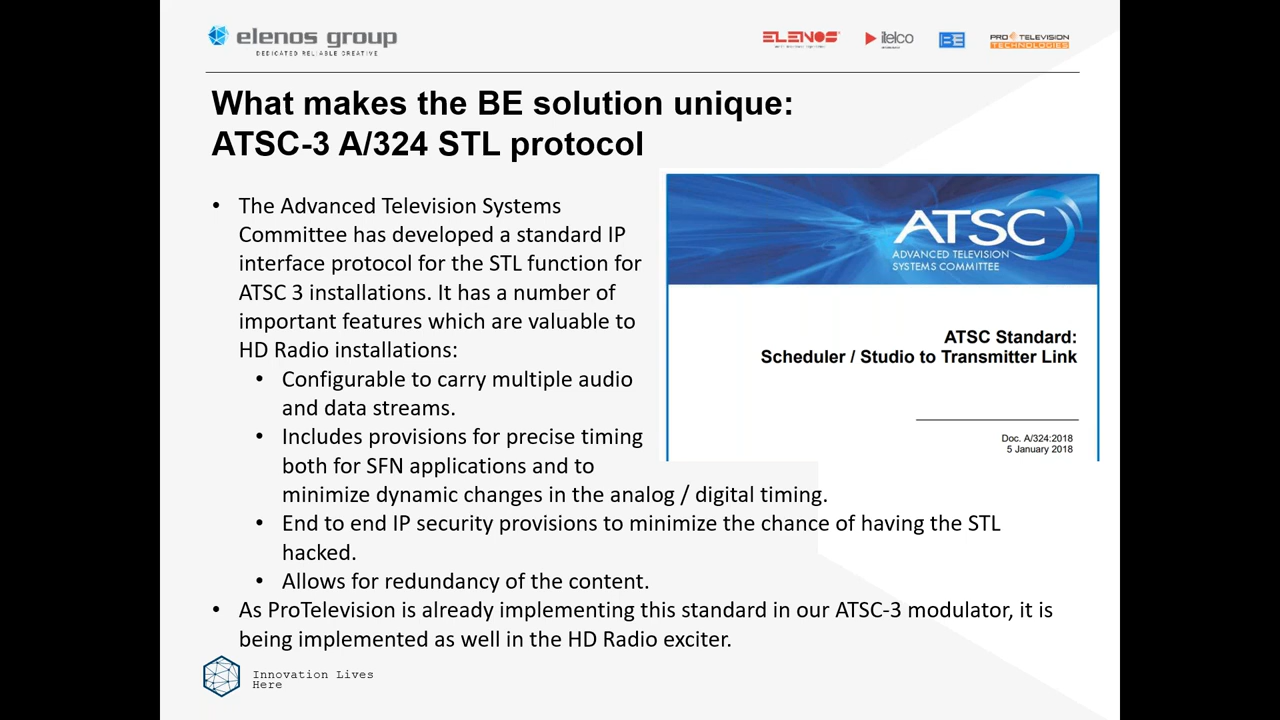 elenos group
DEDICATED RELIABLE CREATIVE
ELENOS
itelco
BE
PRO TELEVISION
TECHNOLOGIES
What makes the BE solution unique:
ATSC-3 A/324 STL protocol
• The Advanced Television Systems
Committee has developed a standard IP
interface protocol for the STL function for
ATSC 3 installations. It has a number of
important features which are valuable to
HD Radio installations:
• Configurable to carry multiple audio
and data streams.
• Includes provisions for precise timing
both for SFN applications and to
minimize dynamic changes in the analog / digital timing.
• End to end IP security provisions to minimize the chance of having the STL
hacked.
• Allows for redundancy of the content.
• As ProTelevision is already implementing this standard in our ATSC-3 modulator, it is
being implemented as well in the HD Radio exciter.
ATSC
ADVANCED TELEVISION
SYSTEMS COMMITTEE
ATSC Standard:
Scheduler / Studio to Transmitter Link
Doc. A/324:2018
5 January 2018
Innovation Lives
Here